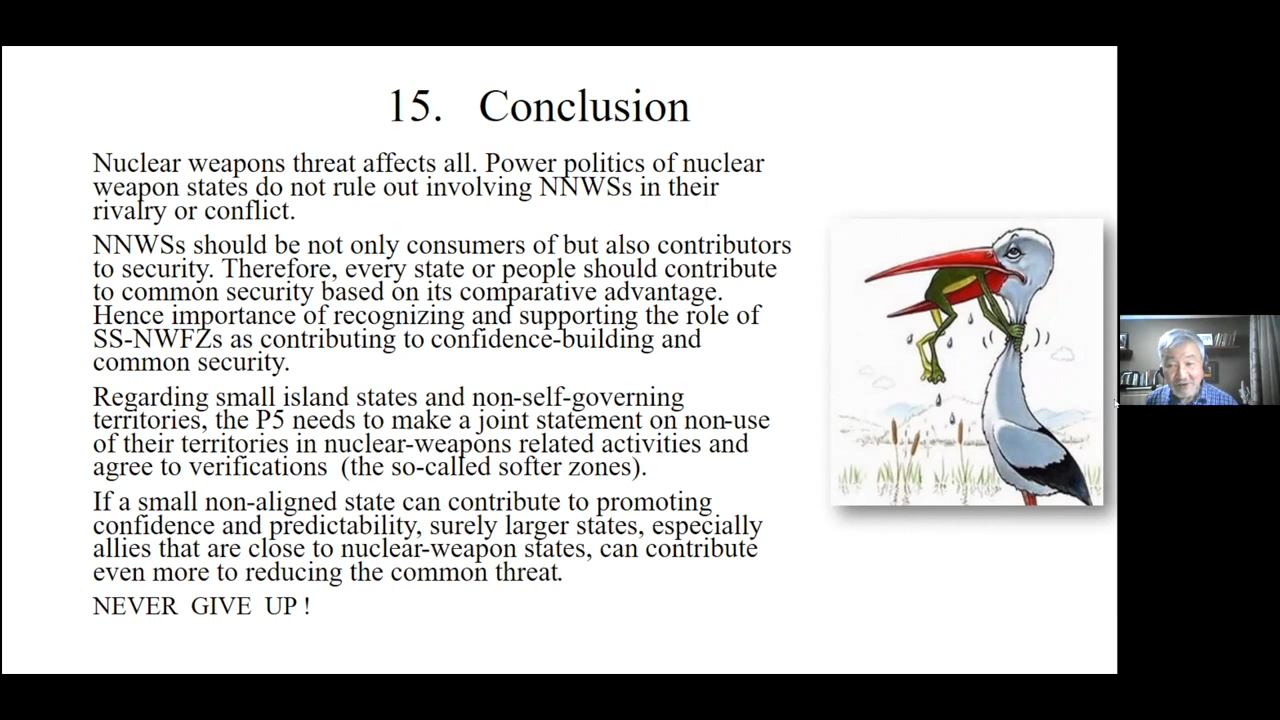 15. Conclusion
Nuclear weapons threat affects all. Power politics of nuclear
weapon states do not rule out involving NNWSs in their
rivalry or conflict.
NNWSs should be not only consumers of but also contributors
to security. Therefore, every state or people should contribute
to common security based on its comparative advantage.
Hence importance of recognizing and supporting the role of
SS-NWFZs as contributing to confidence-building and
common security.
Regarding small island states and non-self-governing
territories, the P5 needs to make a joint statement on non-use
of their territories in nuclear-weapons related activities and
agree to verifications (the so-called softer zones).
If a small non-aligned state can contribute to promoting
confidence and predictability, surely larger states, especially
allies that are close to nuclear-weapon states, can contribute
even more to reducing the common threat.
NEVER GIVE UP !